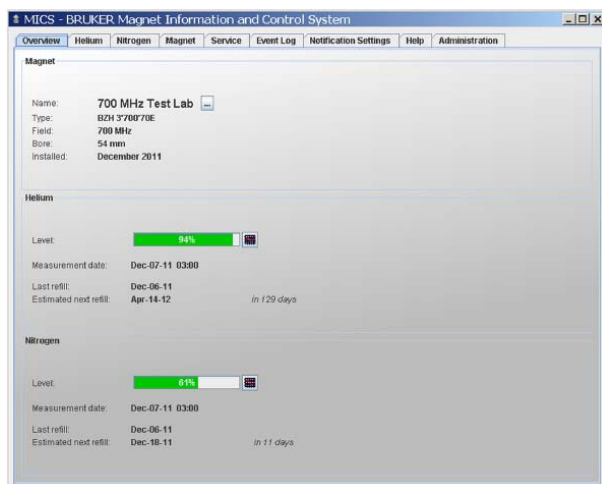 MICS - BRUKER Magnet Information and Control System
Overview Helium Nitrogen Magnet Service Event Log Notification Settings Help Administration
Magnet
Name: 700 MHz Test Lab ...
Type: BZH 3'700'70E
Field: 700 MHz
Bore: 54 mm
Installed: December 2011
Helium
Level: 94%
Measurement date: Dec-07-11 03:00
Last refill: Dec-06-11
Estimated next refill: Apr-14-12 in 129 days
Nitrogen
Level: 61%
Measurement date: Dec-07-11 03:00
Last refill: Dec-06-11
Estimated next refill: Dec-18-11 in 11 days